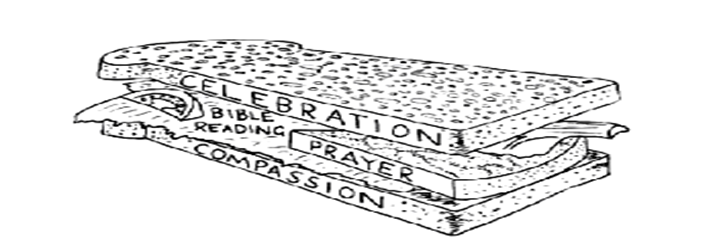 CELEBRATION
BIBLE
READING
PRAYER
COMPASSION